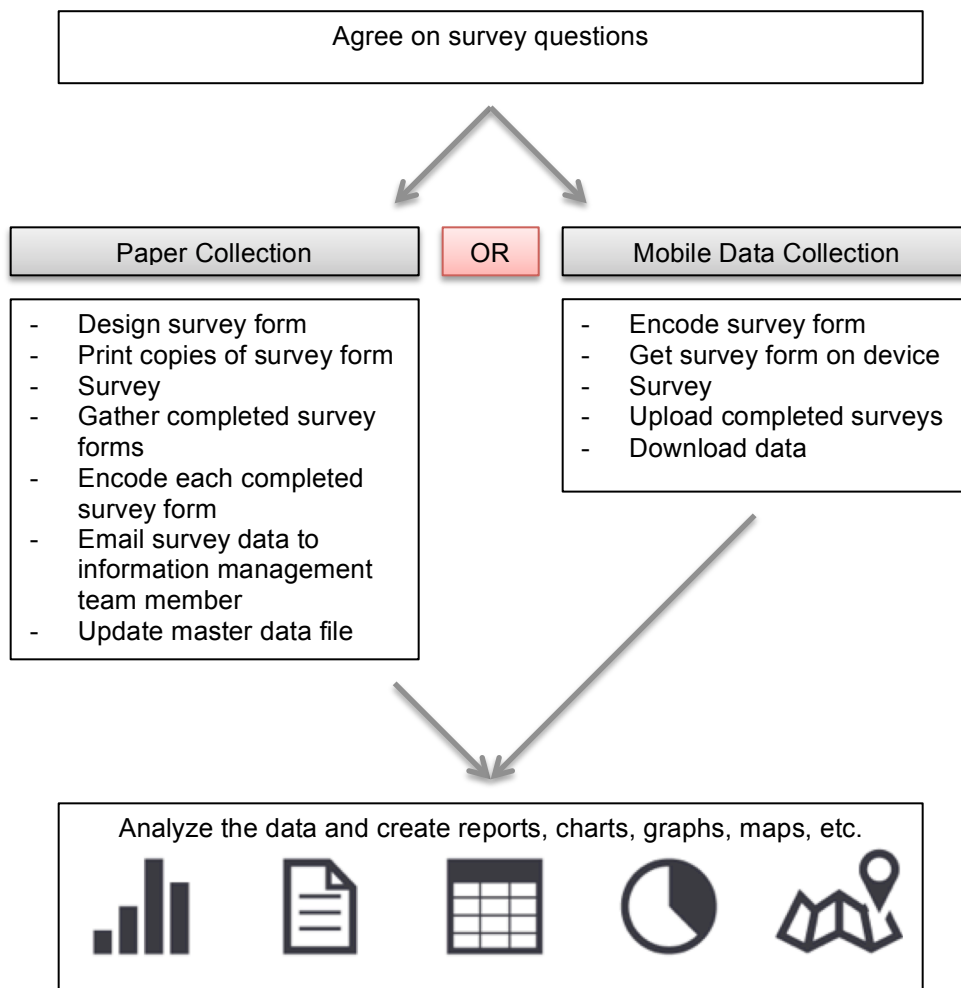 Agree on survey questions
Paper Collection
OR
Mobile Data Collection
- Design survey form
- Print copies of survey form
- Survey
- Gather completed survey
forms
- Encode each completed
survey form
- Email survey data to
information management
team member
- Update master data file
- Encode survey form
- Get survey form on device
- Survey
- Upload completed surveys
- Download data
Analyze the data and create reports, charts, graphs, maps, etc.